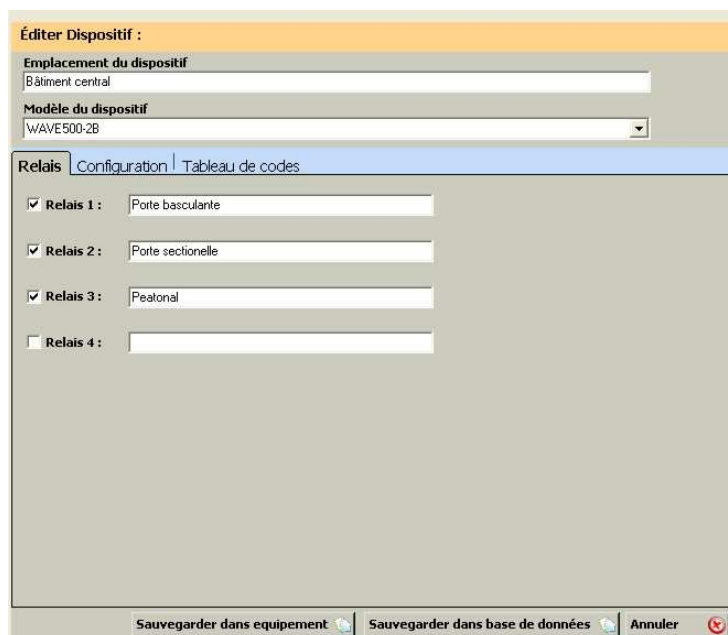 Éditer Dispositif :
Emplacement du dispositif
Bâtiment central
Modèle du dispositif
WAVE500-2B
Relais Configuration Tableau de codes
Relais 1 : Porte basculante
Relais 2 : Porte sectionelle
Relais 3 : Peatonal
Relais 4 :
Sauvegarder dans equipement Sauvegarder dans base de données Annuler